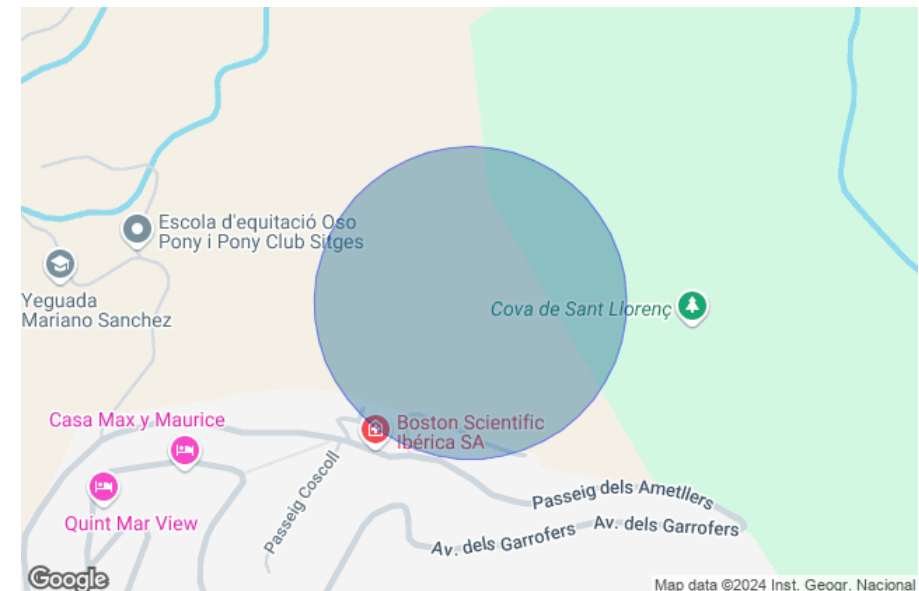 Escola d'equitació Oso
Pony i Pony Club Sitges
Yeguada
Mariano Sanchez
Cova de Sant Llorenç
Casa Max y Maurice
Boston Scientific
Ibérica SA
Quint Mar View
Passeig Coscoll
Passeig dels Ametllers
Av. dels Garrofers
Av. dels Garrofers
Google
Map data ©2024 Inst. Geogr. Nacional